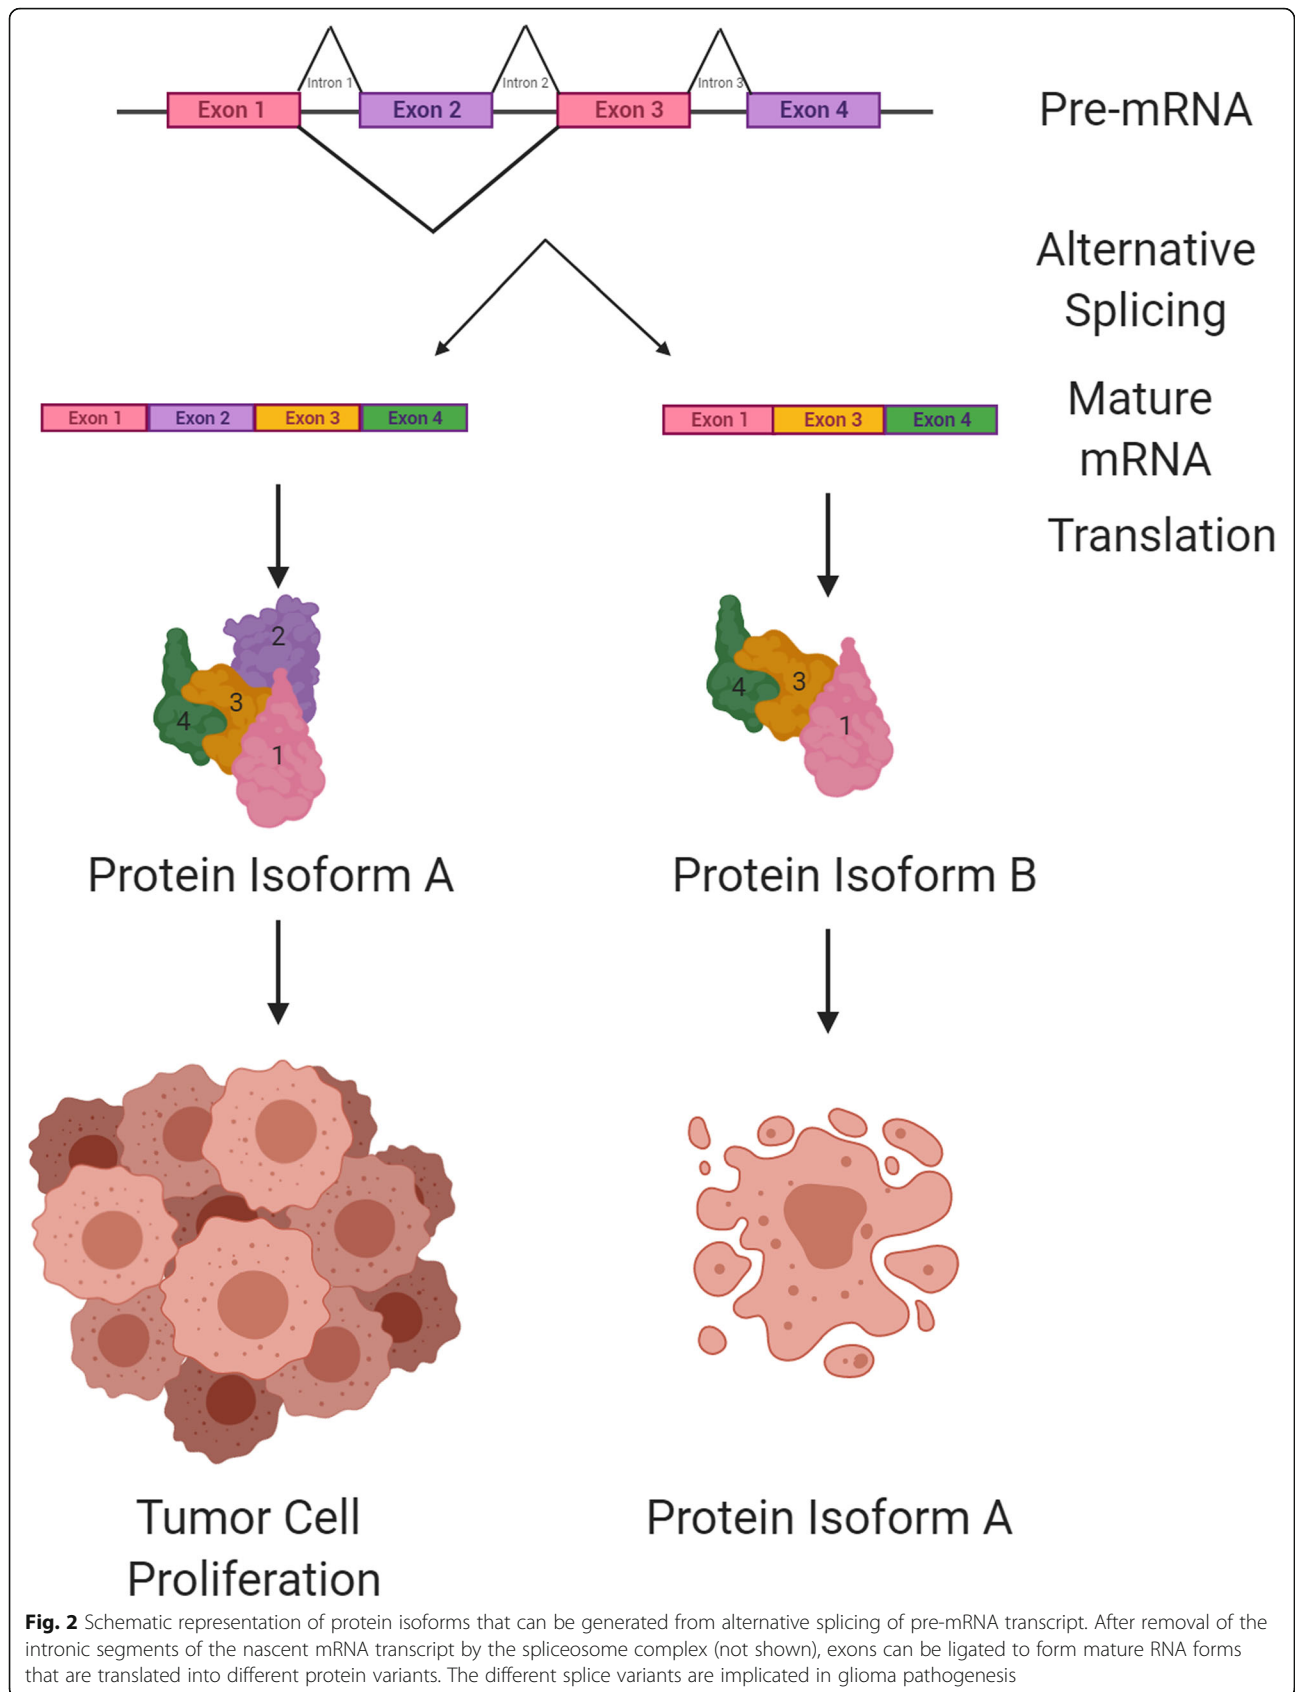 Intron 1 Intron 2 Intron 3
Exon 1 Exon 2 Exon 3 Exon 4
Pre-mRNA
Alternative
Splicing
Exon 1 Exon 2 Exon 3 Exon 4
Exon 1 Exon 3 Exon 4
Mature
mRNA
Translation
2
3
4
1
3
4
1
Protein Isoform A
Protein Isoform B
Tumor Cell
Proliferation
Protein Isoform A
Fig. 2 Schematic representation of protein isoforms that can be generated from alternative splicing of pre-mRNA transcript. After removal of the
intronic segments of the nascent mRNA transcript by the spliceosome complex (not shown), exons can be ligated to form mature RNA forms
that are translated into different protein variants. The different splice variants are implicated in glioma pathogenesis